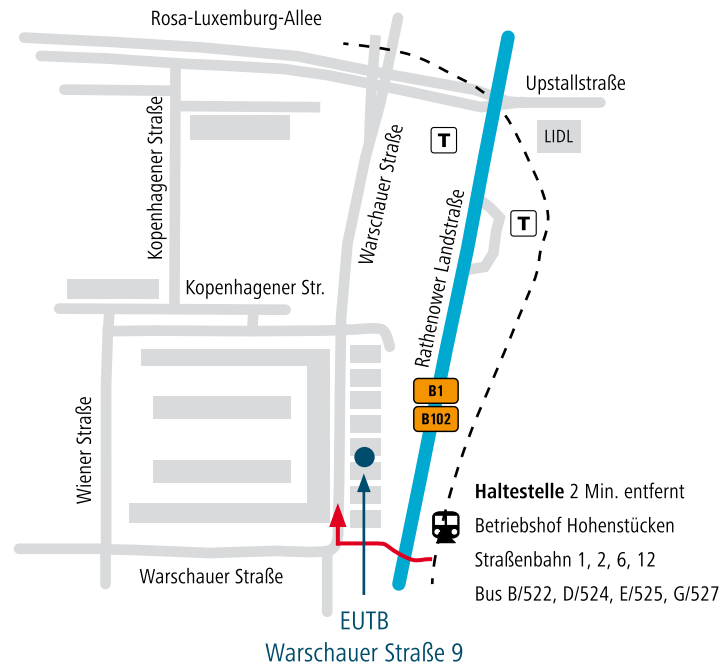 Rosa-Luxemburg-Allee
Upstallstraße
LIDL
T
T
Kopenhagener Straße
Warschauer Straße
Rathenower Landstraße
Kopenhagener Str.
B1
B102
Wiener Straße
Haltestelle 2 Min. entfernt
Betriebshof Hohenstücken
Straßenbahn 1, 2, 6, 12
Bus B/522, D/524, E/525, G/527
Warschauer Straße
EUTB
Warschauer Straße 9